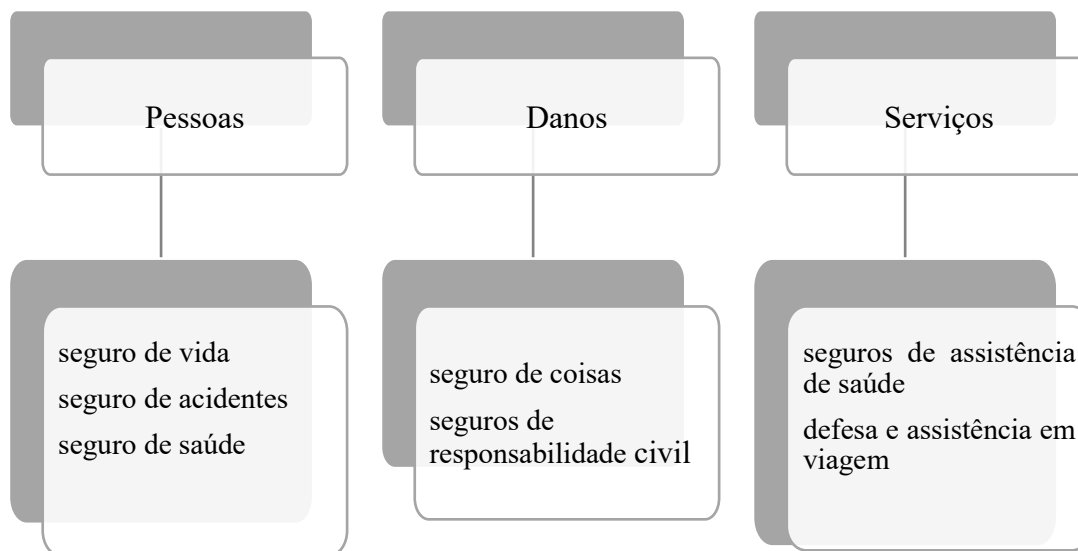 Pessoas
Danos
Serviços
seguro de vida
seguro de acidentes
seguro de saúde
seguro de coisas
seguros de
responsabilidade civil
seguros de assistência
de saúde
defesa e assistência em
viagem